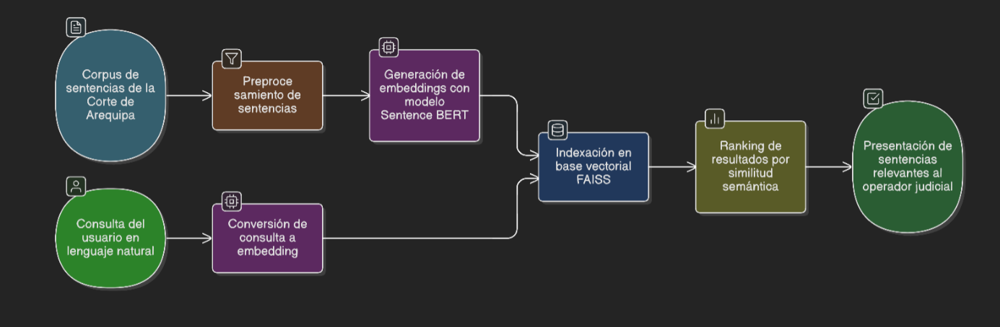 Corpus de
sentencias de la
Corte de
Arequipa
Preproce
samiento de
sentencias
Generación de
embeddings con
modelo
Sentence BERT
Consulta del
usuario en
lenguaje natural
Conversión de
consulta a
embedding
Indexación en
base vectorial
FAISS
Ranking de
resultados por
similitud
semántica
Presentación de
sentencias
relevantes al
operador judicial